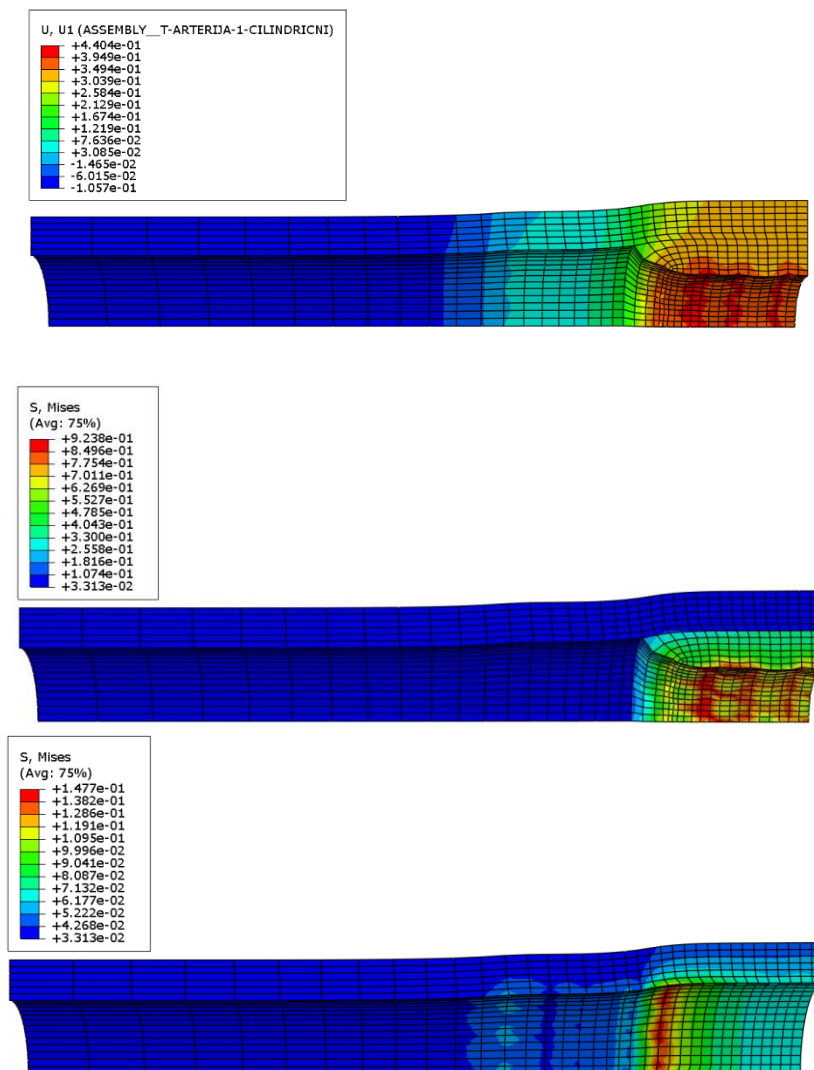 U, U1 (ASSEMBLY__T-ARTERIJA-1-CILINDRICNI)
+4.404e-01
+3.949e-01
+3.494e-01
+3.039e-01
+2.584e-01
+2.129e-01
+1.674e-01
+1.219e-01
+7.636e-02
+3.085e-02
-1.465e-02
-6.015e-02
-1.057e-01
S, Mises
(Avg: 75%)
+9.238e-01
+8.496e-01
+7.754e-01
+7.011e-01
+6.269e-01
+5.527e-01
+4.785e-01
+4.043e-01
+3.300e-01
+2.558e-01
+1.816e-01
+1.074e-01
+3.313e-02
S, Mises
(Avg: 75%)
+1.477e-01
+1.382e-01
+1.286e-01
+1.191e-01
+1.095e-01
+9.996e-02
+9.041e-02
+8.087e-02
+7.132e-02
+6.177e-02
+5.222e-02
+4.268e-02
+3.313e-02